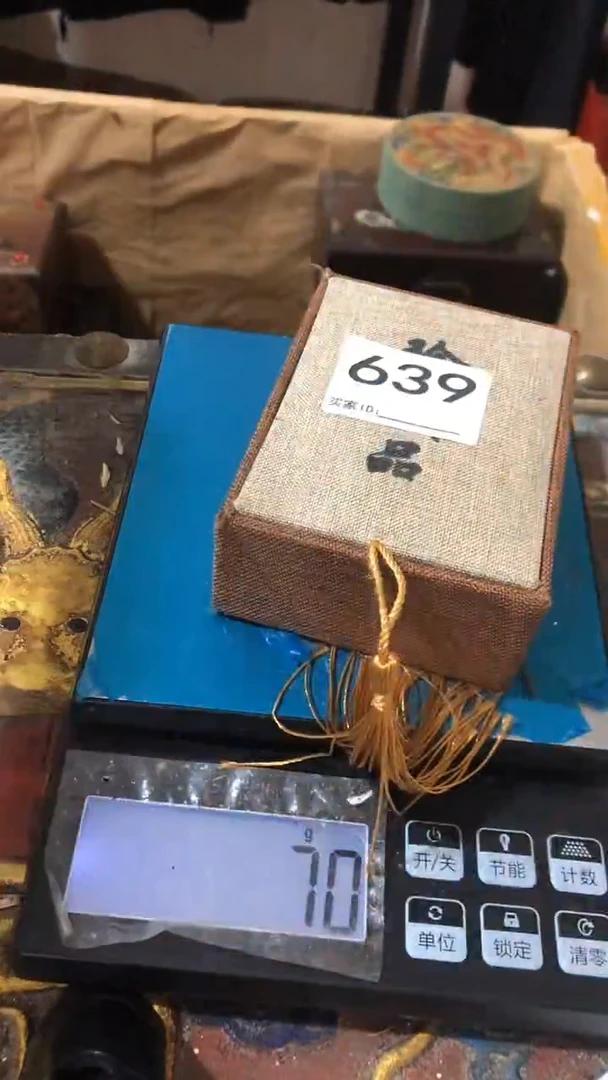 639
买家ID:
品
g
70
开/关 节能 计数
单位 锁定 清零